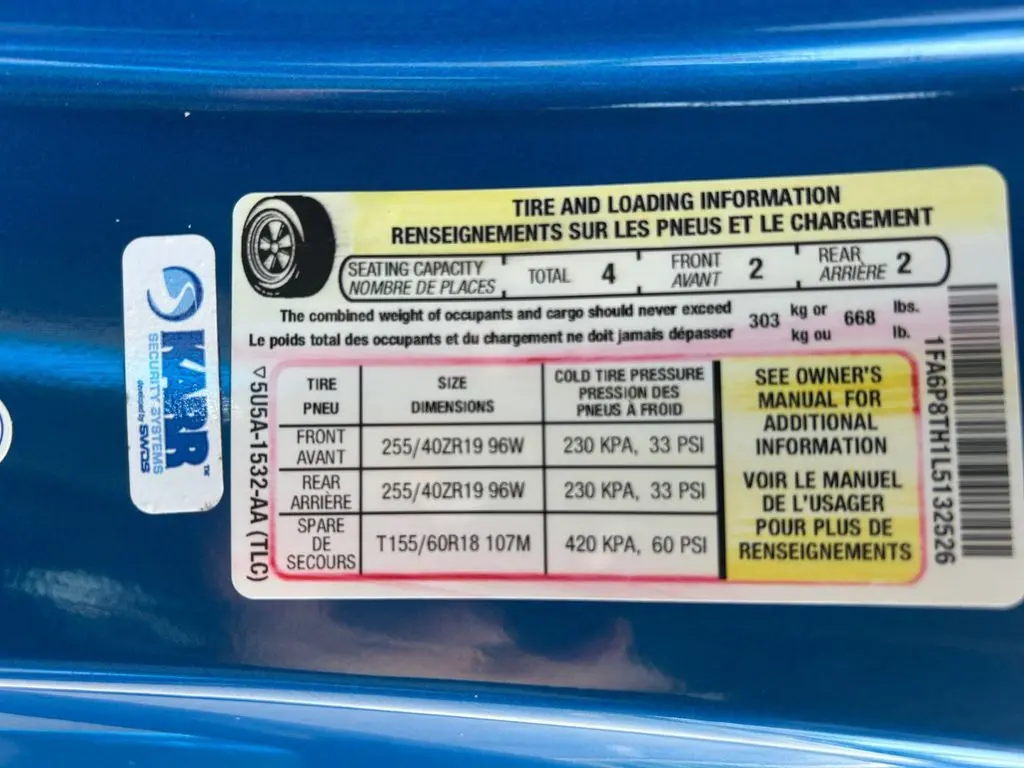 TIRE AND LOADING INFORMATION
RENSEIGNEMENTS SUR LES PNEUS ET LE CHARGEMENT
SEATING CAPACITY TOTAL 4 FRONT 2 REAR 2
NOMBRE DE PLACES AVANT ARRIÈRE
The combined weight of occupants and cargo should never exceed 303 kg or 668 lbs.
Le poids total des occupants et du chargement ne doit jamais dépasser kg ou lb.
TIRE SIZE COLD TIRE PRESSURE
PNEU DIMENSIONS PRESSION DES
PNEUS À FROID
FRONT 255/40ZR19 96W 230 KPA, 33 PSI
AVANT
REAR 255/40ZR19 96W 230 KPA, 33 PSI
ARRIÈRE
SPARE T155/60R18 107M 420 KPA, 60 PSI
DE
SECOURS
SEE OWNER'S
MANUAL FOR
ADDITIONAL
INFORMATION
VOIR LE MANUEL
DE L'USAGER
POUR PLUS DE
RENSEIGNEMENTS
5U5A-1532-AA (TLC)
1FA6P8TH1L5132526
KARR™
SECURITY SYSTEMS
developed by SWDS